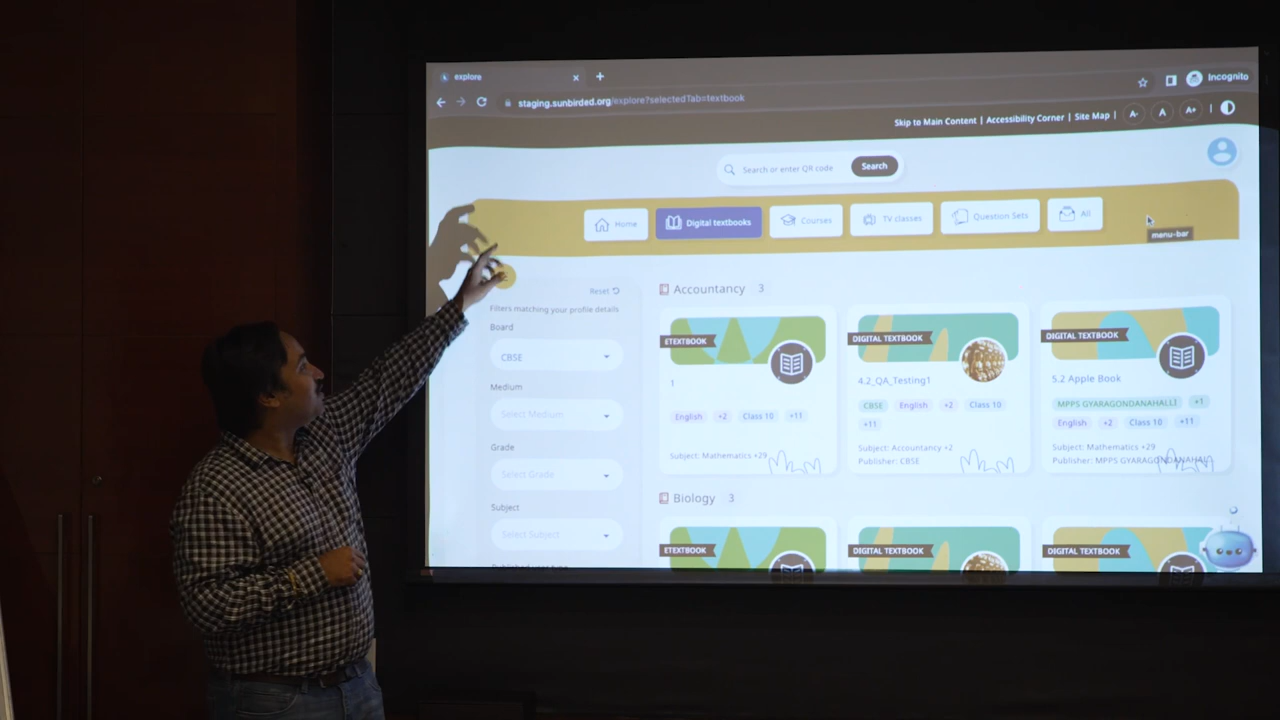 explore
Incognito
staging.sunbirded.org/explore?selectedTab=textbook
Skip to Main Content | Accessibility Corner | Site Map | A- A A+ |
Search or enter QR code Search
Home Digital textbooks Courses TV classes Question Sets All
menu-bar
Reset
Filters matching your profile details
Board
CBSE
Medium
Select Medium
Grade
Select Grade
Subject
Select Subject
Accountancy 3
ETEXTBOOK
1
English +2 Class 10 +11
Subject: Mathematics +29
DIGITAL TEXTBOOK
4.2_QA_Testing1
CBSE English +2 Class 10
+11
Subject: Accountancy +2
Publisher: CBSE
DIGITAL TEXTBOOK
5.2 Apple Book
MPPS GYARAGONDANAHALLI +1
English +2 Class 10 +11
Subject: Mathematics +29
Publisher: MPPS GYARAGONDANAHALLI
Biology 3
ETEXTBOOK
DIGITAL TEXTBOOK
DIGITAL TEXTBOOK